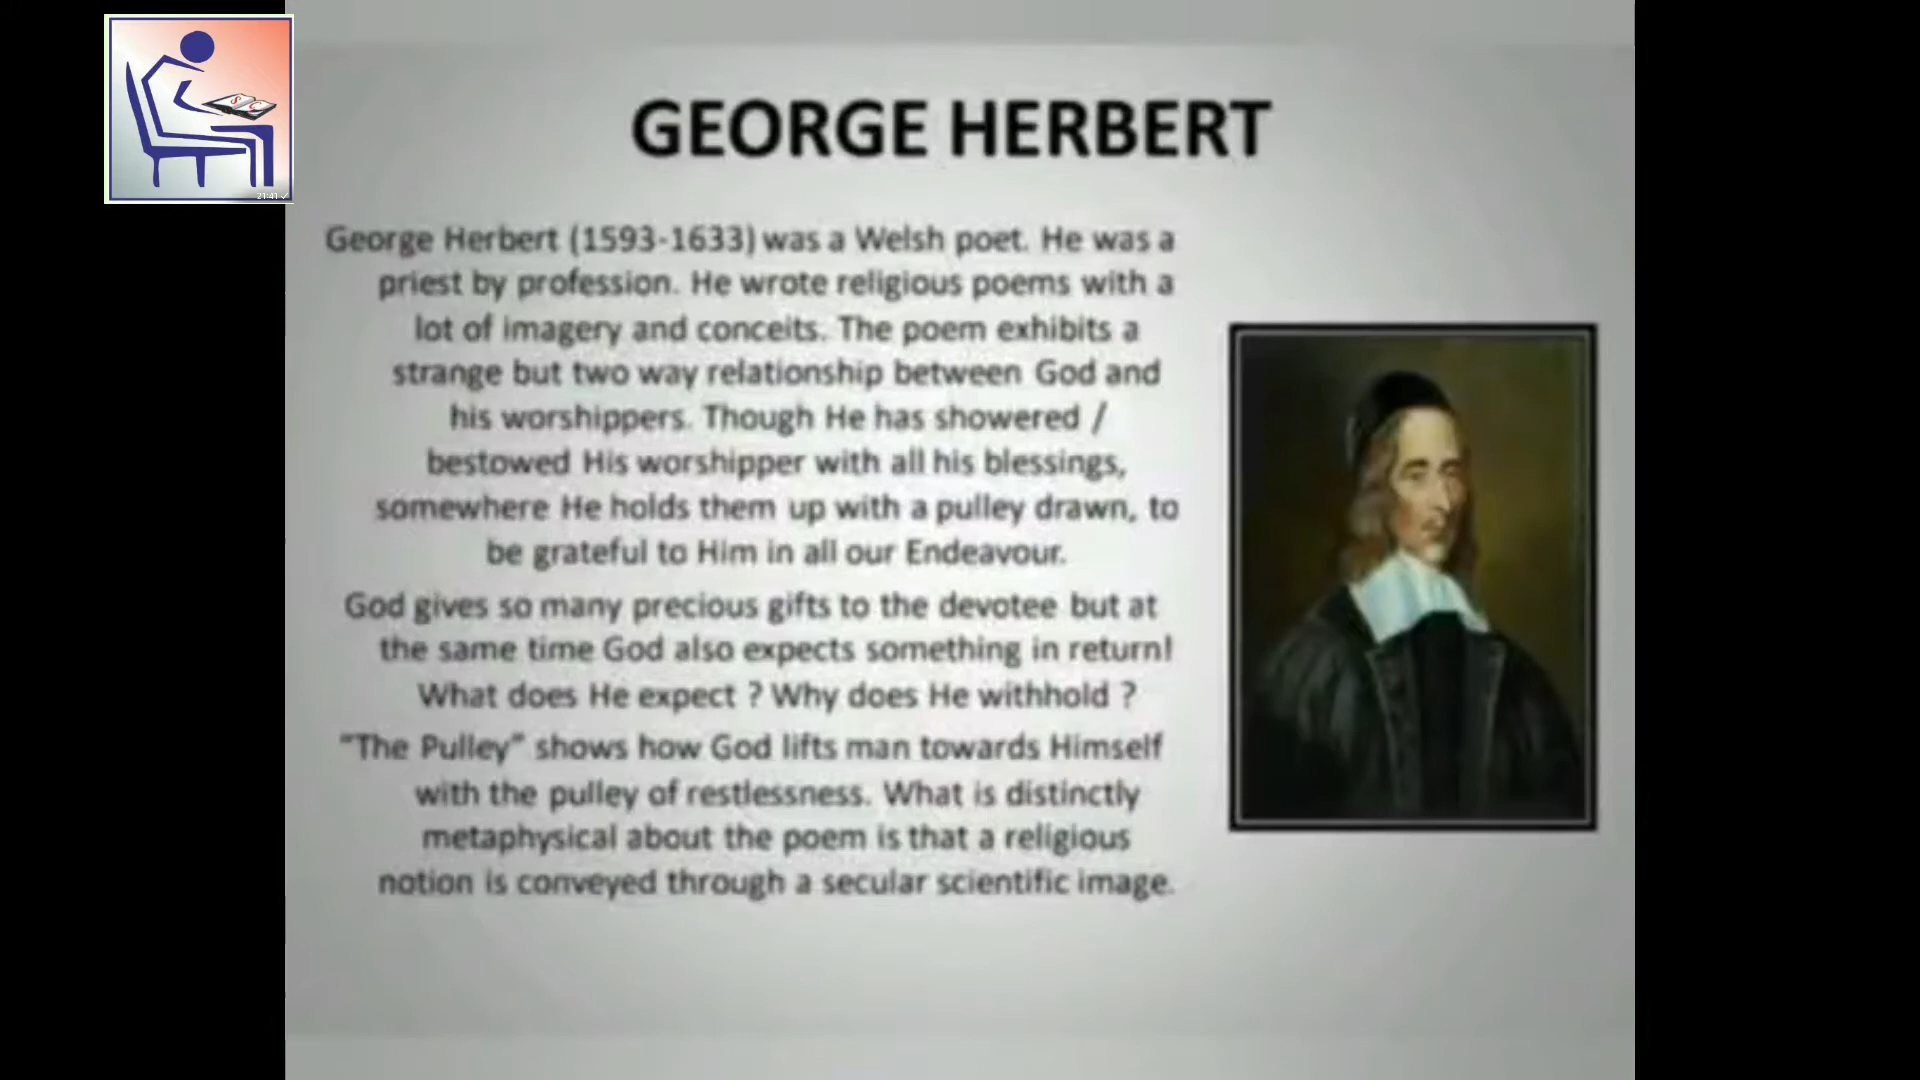 GEORGE HERBERT
George Herbert (1593-1633) was a Welsh poet. He was a
priest by profession. He wrote religious poems with a
lot of imagery and conceits. The poem exhibits a
strange but two way relationship between God and
his worshippers. Though He has showered /
bestowed His worshipper with all his blessings,
somewhere He holds them up with a pulley drawn, to
be grateful to Him in all our Endeavour.
God gives so many precious gifts to the devotee but at
the same time God also expects something in return!
What does He expect ? Why does He withhold ?
"The Pulley" shows how God lifts man towards Himself
with the pulley of restlessness. What is distinctly
metaphysical about the poem is that a religious
notion is conveyed through a secular scientific image.
S C
21:41 ✓